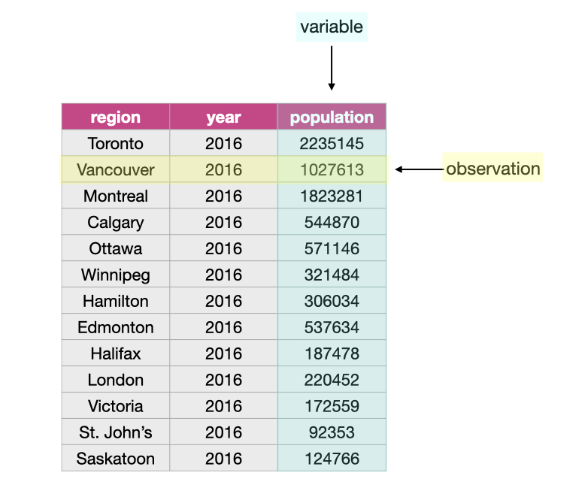 variable
region year population
Toronto 2016 2235145
Vancouver 2016 1027613
observation
Montreal 2016 1823281
Calgary 2016 544870
Ottawa 2016 571146
Winnipeg 2016 321484
Hamilton 2016 306034
Edmonton 2016 537634
Halifax 2016 187478
London 2016 220452
Victoria 2016 172559
St. John’s 2016 92353
Saskatoon 2016 124766